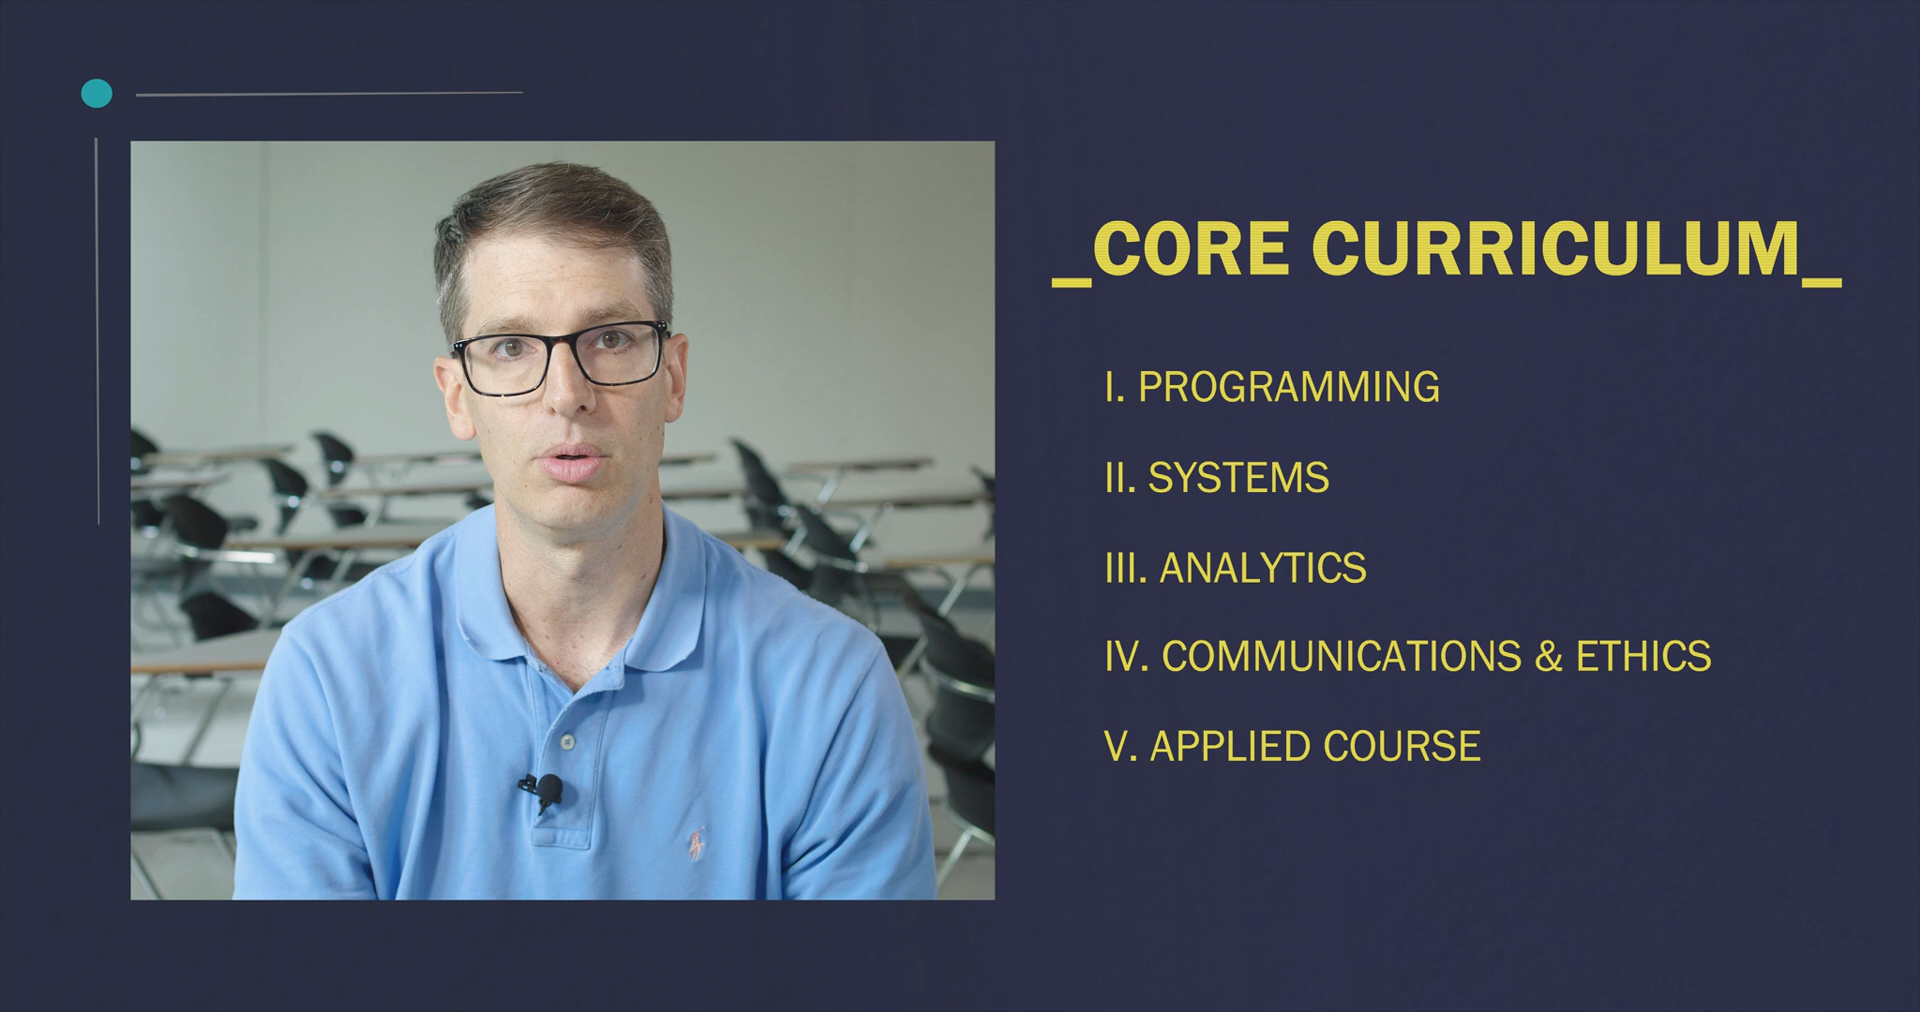 _CORE CURRICULUM_
I. PROGRAMMING
II. SYSTEMS
III. ANALYTICS
IV. COMMUNICATIONS & ETHICS
V. APPLIED COURSE